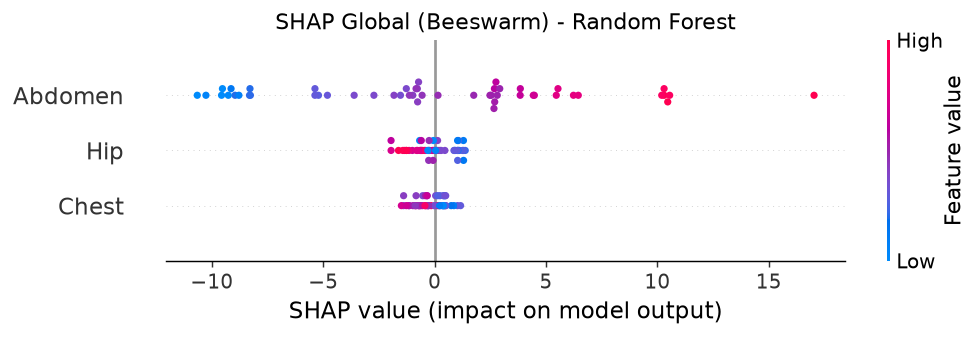 SHAP Global (Beeswarm) - Random Forest
High
Abdomen
Hip
Chest
Feature value
Low
−10 −5 0 5 10 15
SHAP value (impact on model output)